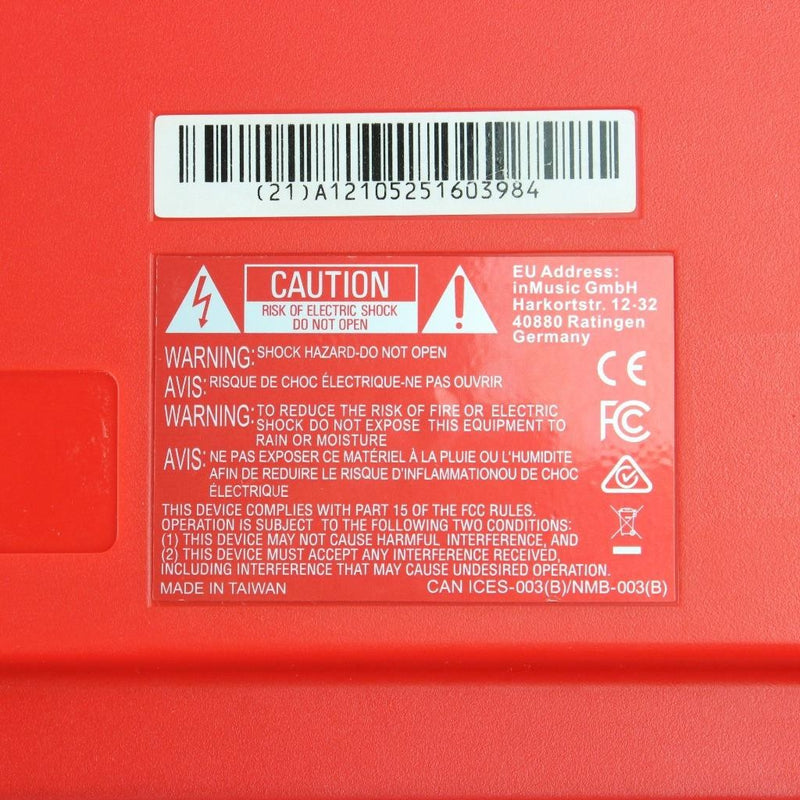 (21)A12105251603984
CAUTION
RISK OF ELECTRIC SHOCK
DO NOT OPEN
EU Address:
inMusic GmbH
Harkortstr. 12-32
40880 Ratingen
Germany
WARNING: SHOCK HAZARD-DO NOT OPEN
AVIS: RISQUE DE CHOC ÉLECTRIQUE-NE PAS OUVRIR
WARNING: TO REDUCE THE RISK OF FIRE OR ELECTRIC
SHOCK DO NOT EXPOSE THIS EQUIPMENT TO
RAIN OR MOISTURE
AVIS: NE PAS EXPOSER CE MATÉRIEL À LA PLUIE OU L'HUMIDITE
AFIN DE REDUIRE LE RISQUE D'INFLAMMATIONOU DE CHOC
ÉLECTRIQUE
CE
FC
THIS DEVICE COMPLIES WITH PART 15 OF THE FCC RULES.
OPERATION IS SUBJECT TO THE FOLLOWING TWO CONDITIONS:
(1) THIS DEVICE MAY NOT CAUSE HARMFUL INTERFERENCE, AND
(2) THIS DEVICE MUST ACCEPT ANY INTERFERENCE RECEIVED,
INCLUDING INTERFERENCE THAT MAY CAUSE UNDESIRED OPERATION.
MADE IN TAIWAN
CAN ICES-003(B)/NMB-003(B)